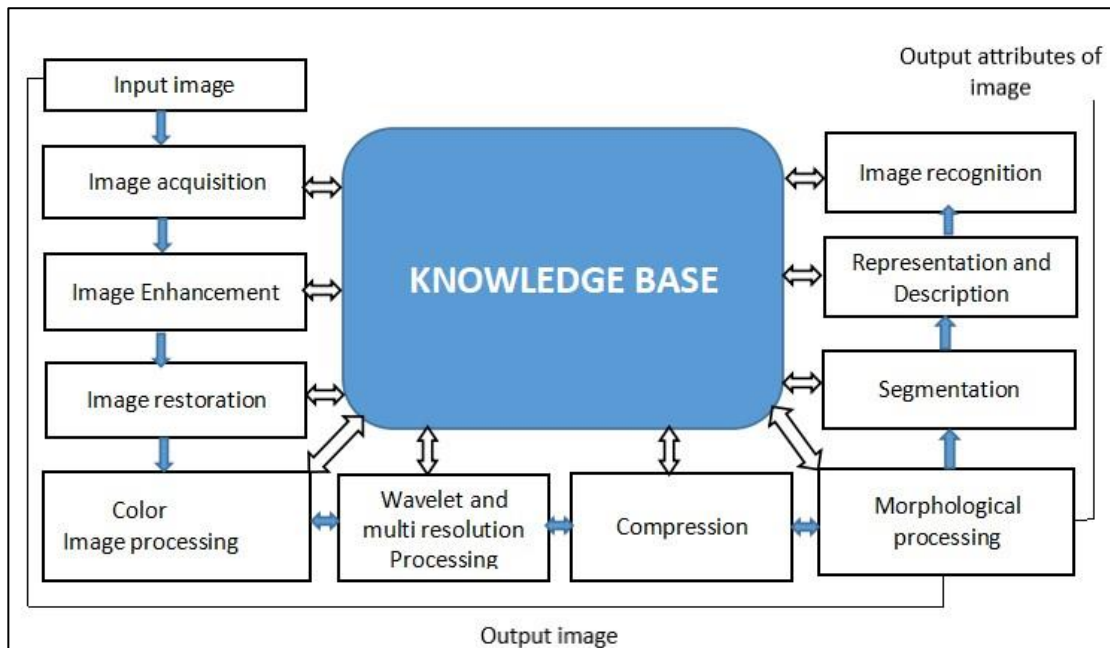 Input image
Image acquisition
Image Enhancement
Image restoration
Color
Image processing
Wavelet and
multi resolution
Processing
Compression
Morphological
processing
Segmentation
Representation and
Description
Image recognition
Output attributes of
image
KNOWLEDGE BASE
Output image